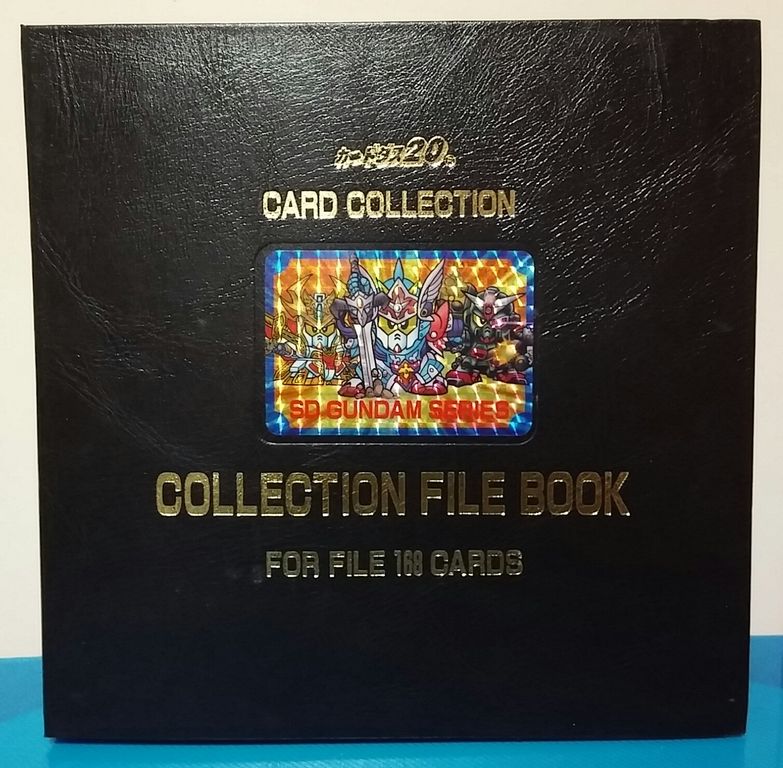 カードダス20
CARD COLLECTION
SD GUNDAM SERIES
COLLECTION FILE BOOK
FOR FILE 168 CARDS